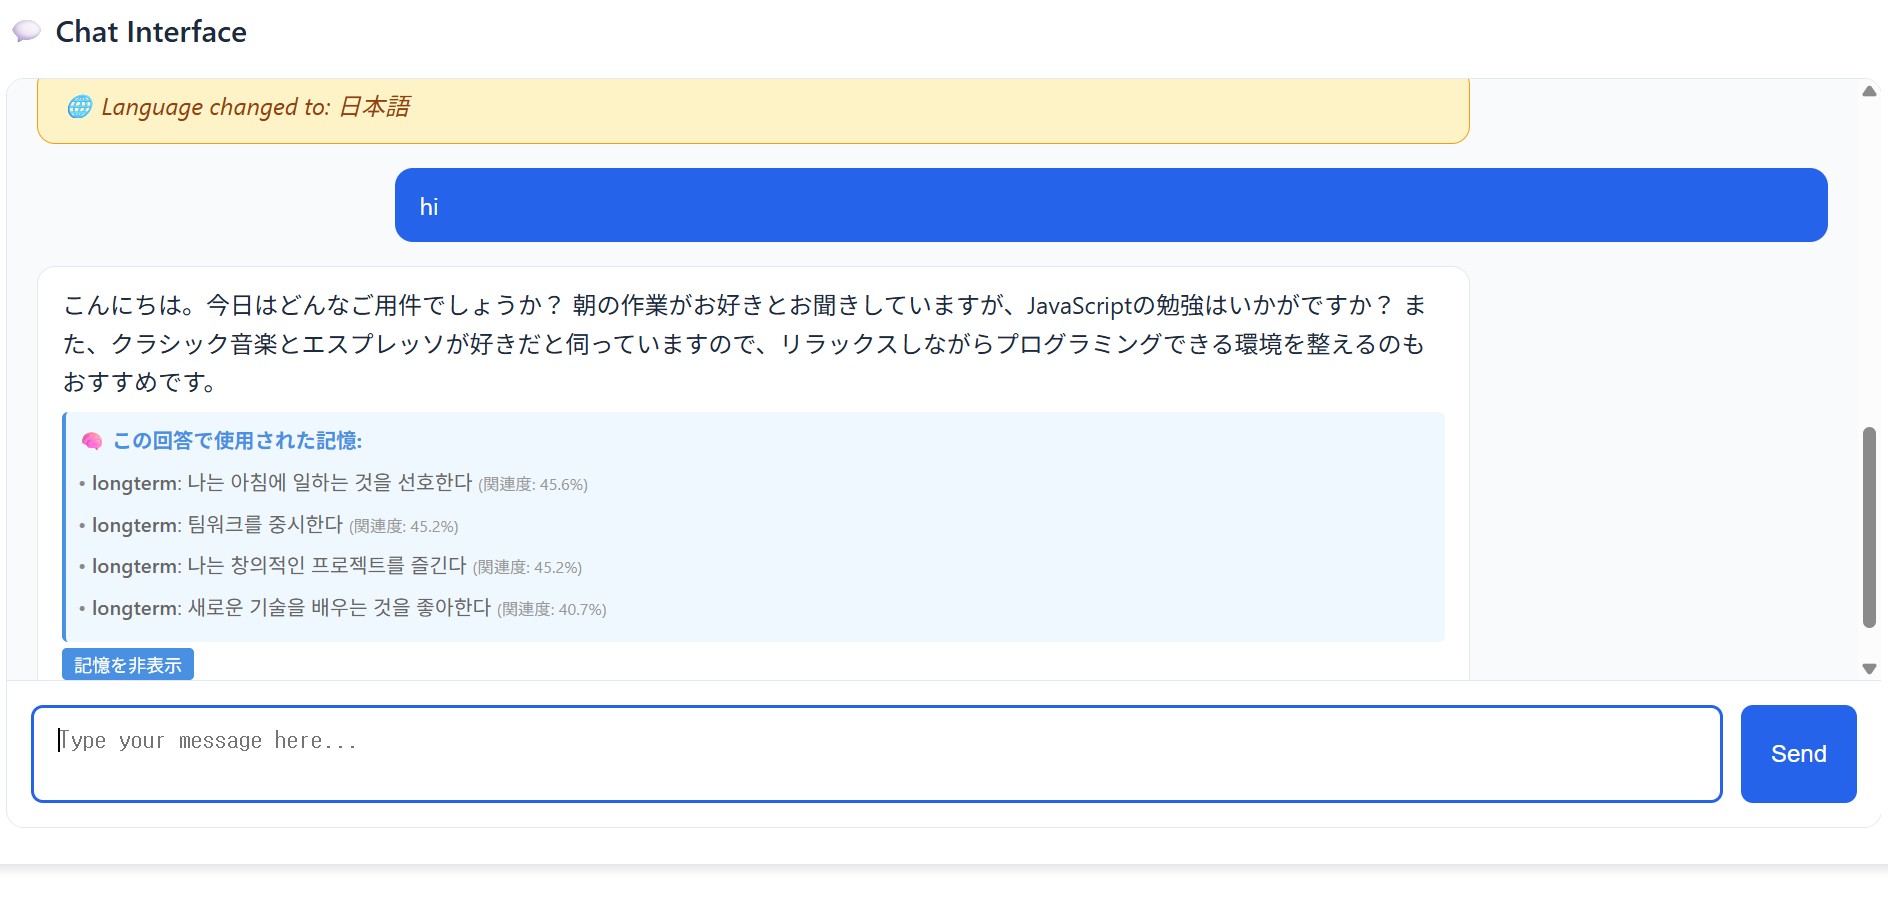 Chat Interface
Language changed to: 日本語
hi
こんにちは。今日はどんなご用件でしょうか？ 朝の作業がお好きとお聞きしていますが、JavaScriptの勉強はいかがですか？ ま
た、クラシック音楽とエスプレッソが好きだと伺っていますので、リラックスしながらプログラミングできる環境を整えるのも
おすすめです。
この回答で使用された記憶:
• longterm: 나는 아침에 일하는 것을 선호한다 (関連度: 45.6%)
• longterm: 팀워크를 중시한다 (関連度: 45.2%)
• longterm: 나는 창의적인 프로젝트를 즐긴다 (関連度: 45.2%)
• longterm: 새로운 기술을 배우는 것을 좋아한다 (関連度: 40.7%)
記憶を非表示
Type your message here...
Send